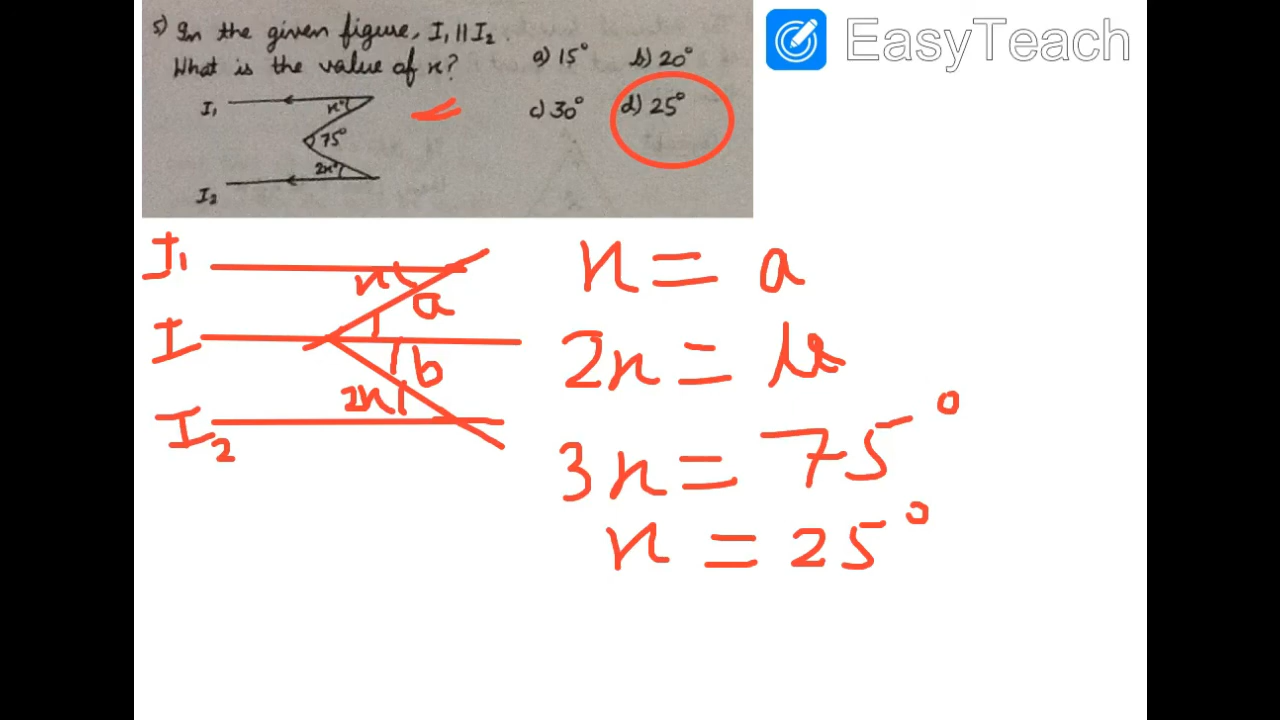 5) In the given figure, I₁ || I₂.
What is the value of x?
a) 15° b) 20°
c) 30° d) 25°
I₁
x°
75°
2x°
I₂
EasyTeach
I₁
x
a
I
b
2x
I₂
x = a
2x = b
3x = 75°
x = 25°